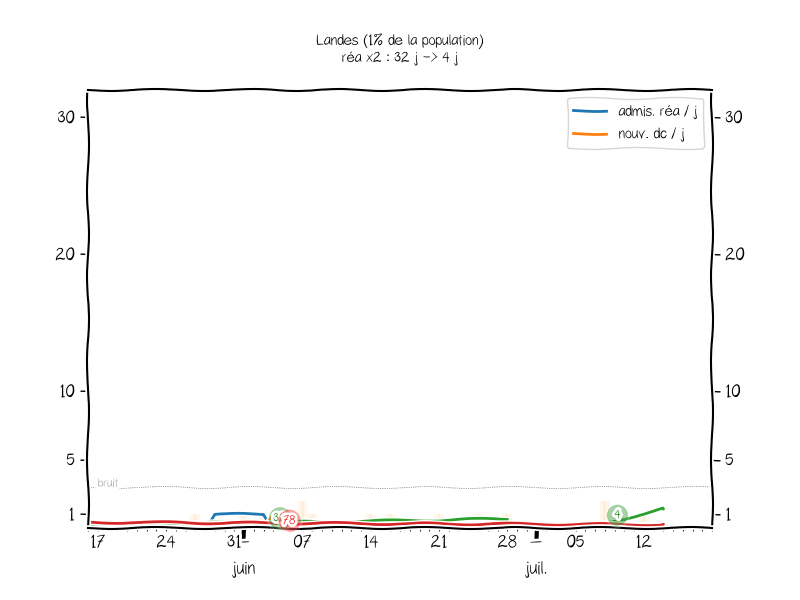 Landes (1% de la population)
réa x2 : 32 j -> 4 j
admis. réa / j
nouv. dc / j
30
30
20
20
10
10
5
5
bruit
1
1
78
4
17 24 31 07 14 21 28 05 12
juin juil.